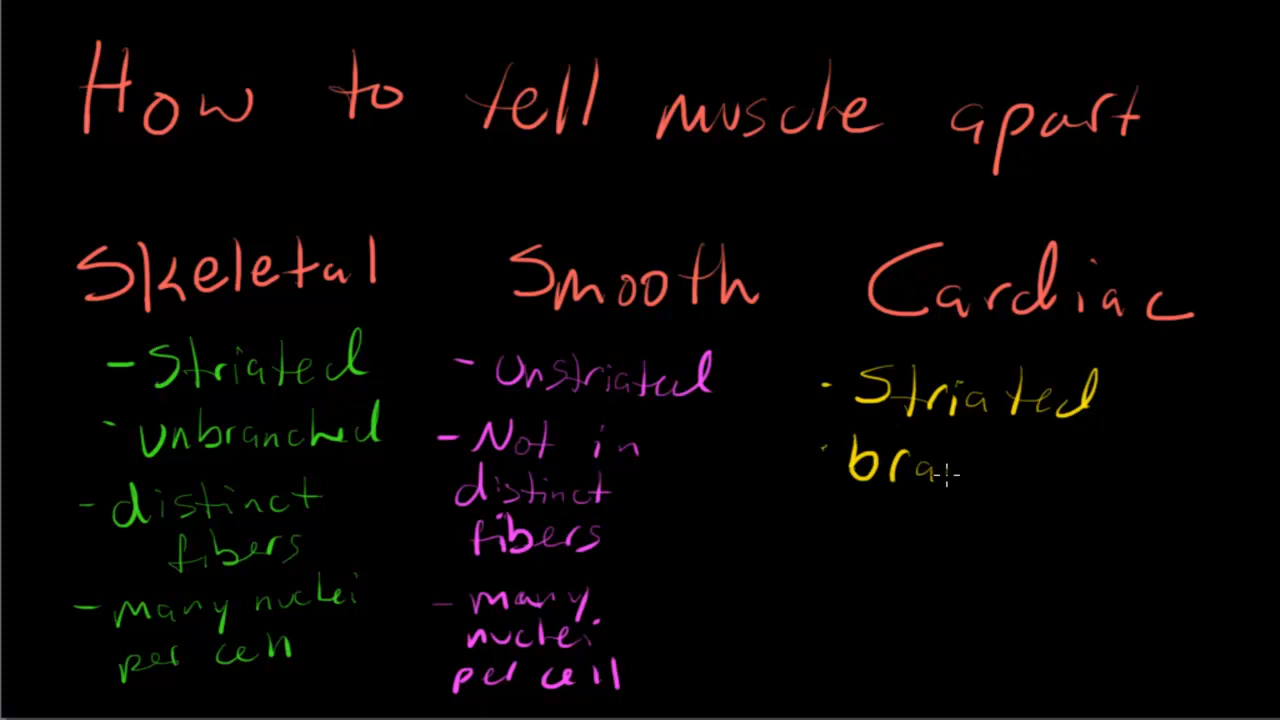 How to tell muscle apart
Skeletal
- Striated
- unbranched
- distinct
fibers
- many nuclei
per cell
Smooth
- Unstriated
- Not in
distinct
fibers
- many
nuclei
per cell
Cardiac
- Striated
- bra